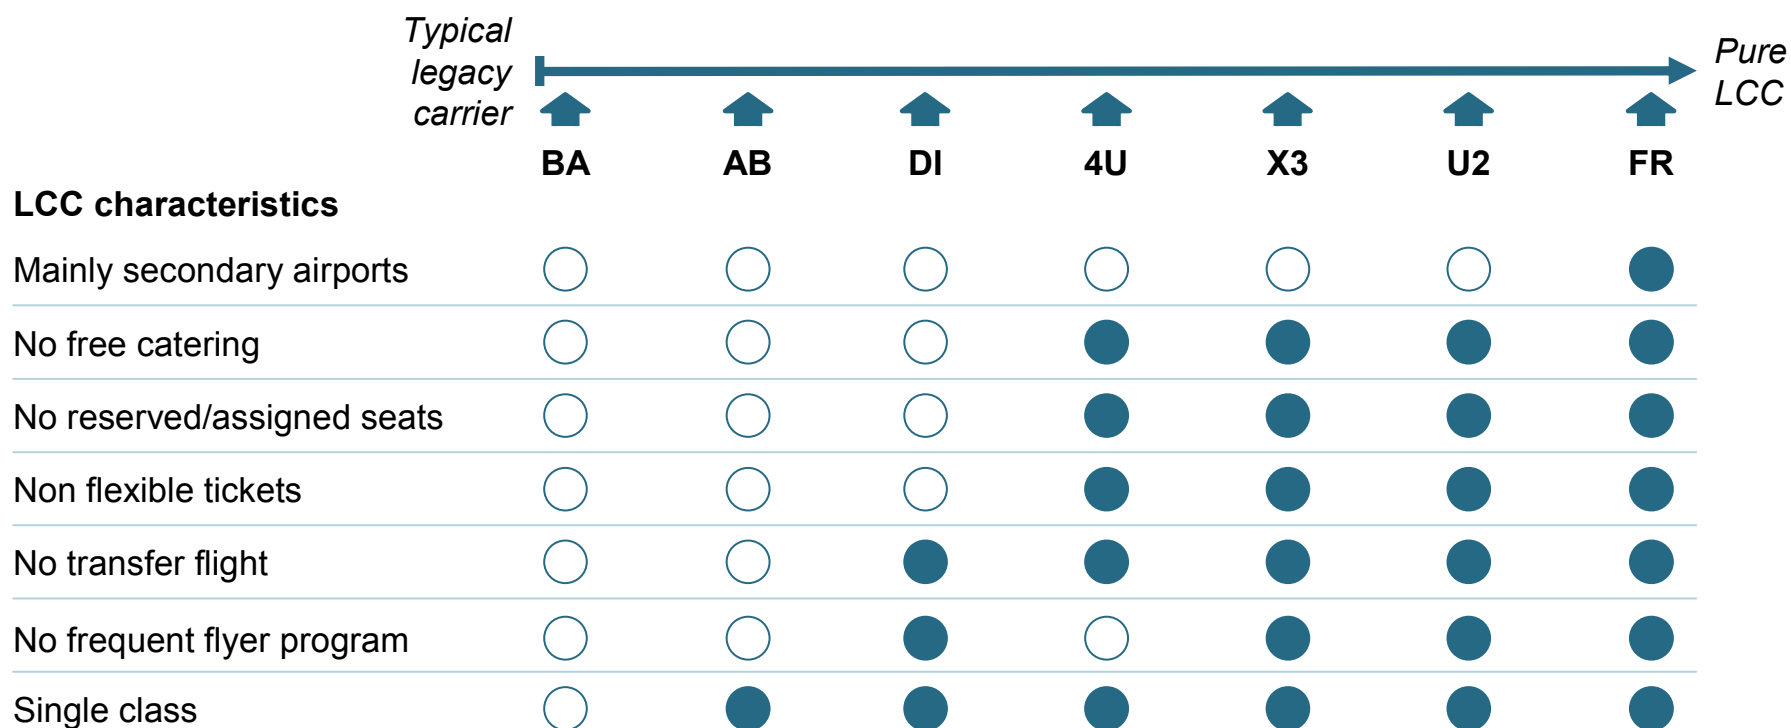 Typical
legacy
carrier
Pure
LCC
BA AB DI 4U X3 U2 FR
LCC characteristics
Mainly secondary airports
No free catering
No reserved/assigned seats
Non flexible tickets
No transfer flight
No frequent flyer program
Single class